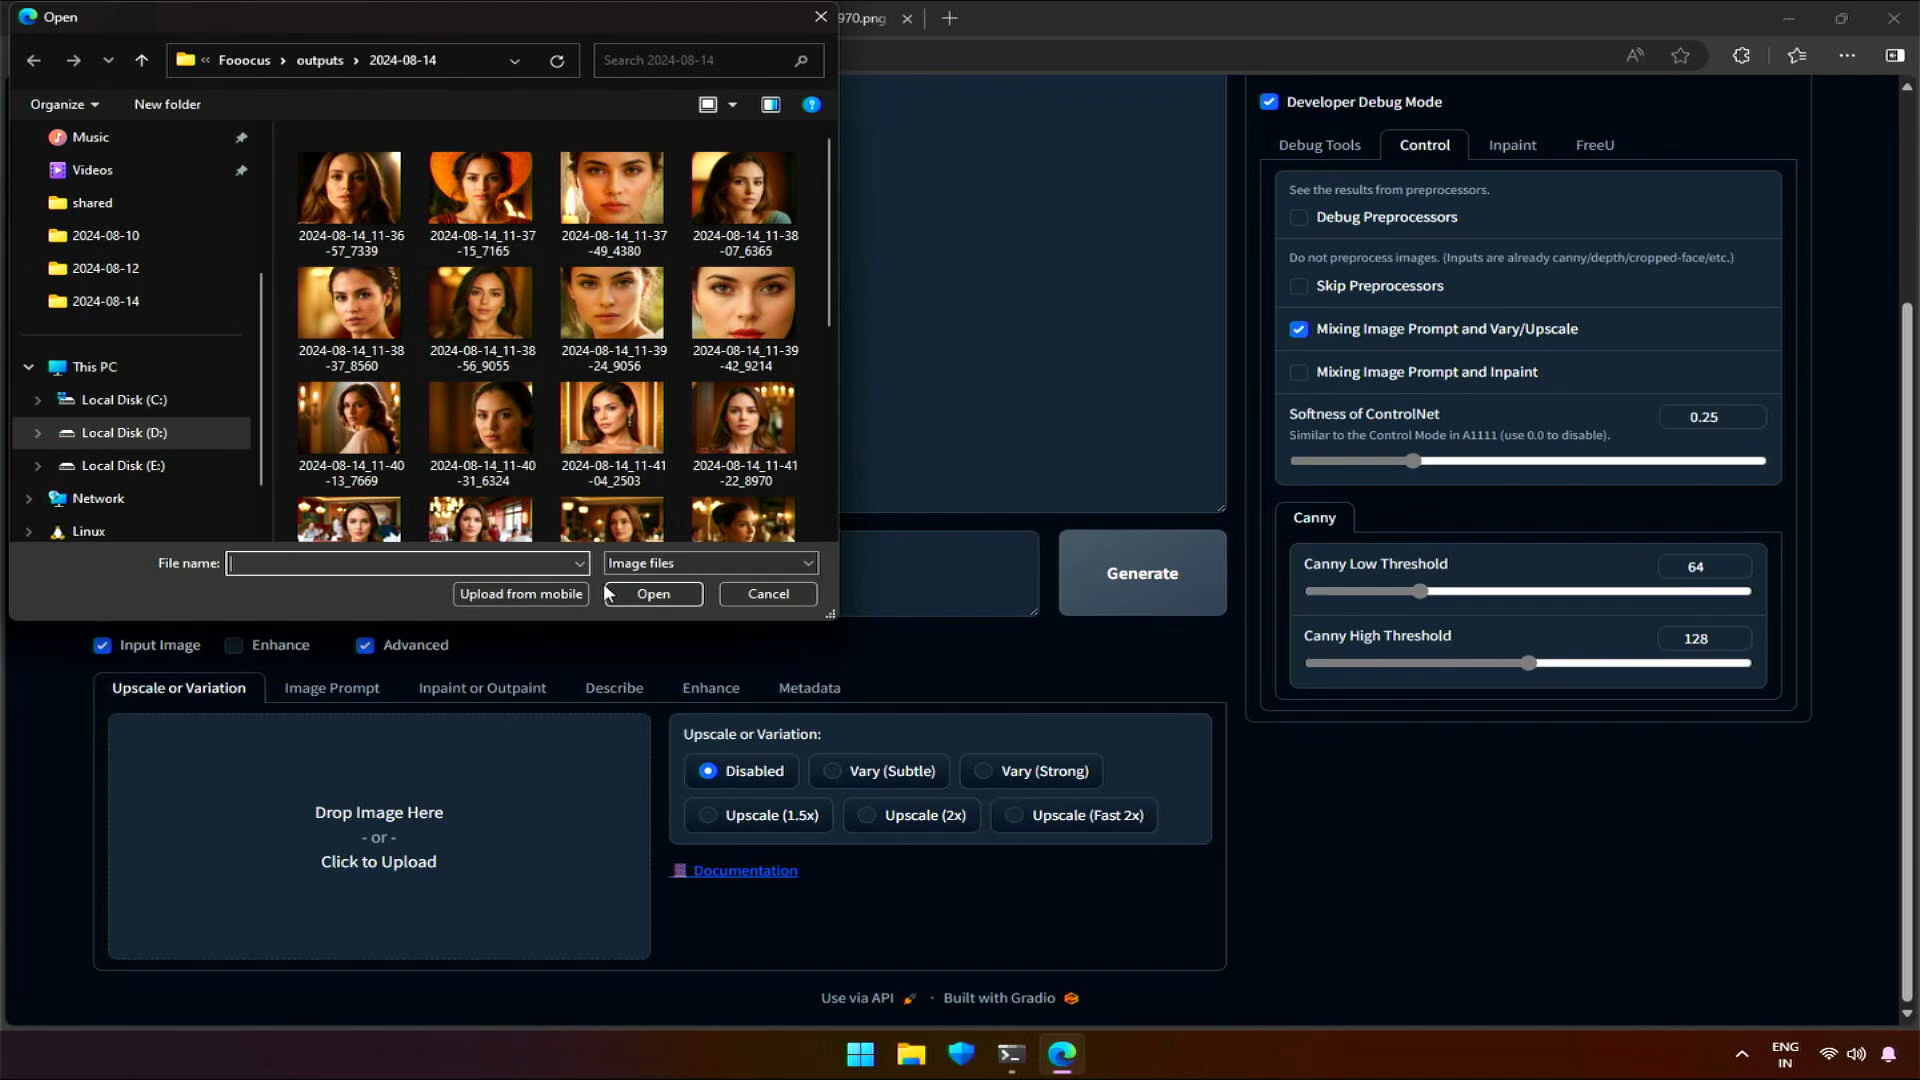 Open
970.png
Fooocus
outputs
2024-08-14
Search 2024-08-14
Organize
New folder
Music
Videos
shared
2024-08-10
2024-08-12
2024-08-14
This PC
Local Disk (C:)
Local Disk (D:)
Local Disk (E:)
Network
Linux
2024-08-14_11-36
-57_7339
2024-08-14_11-37
-15_7165
2024-08-14_11-37
-49_4380
2024-08-14_11-38
-07_6365
2024-08-14_11-38
-37_8560
2024-08-14_11-38
-56_9055
2024-08-14_11-39
-24_9056
2024-08-14_11-39
-42_9214
2024-08-14_11-40
-13_7669
2024-08-14_11-40
-31_6324
2024-08-14_11-41
-04_2503
2024-08-14_11-41
-22_8970
File name:
Image files
Upload from mobile
Open
Cancel
Generate
Input Image
Enhance
Advanced
Upscale or Variation
Image Prompt
Inpaint or Outpaint
Describe
Enhance
Metadata
Drop Image Here
- or -
Click to Upload
Upscale or Variation:
Disabled
Vary (Subtle)
Vary (Strong)
Upscale (1.5x)
Upscale (2x)
Upscale (Fast 2x)
Documentation
Developer Debug Mode
Debug Tools
Control
Inpaint
FreeU
See the results from preprocessors.
Debug Preprocessors
Do not preprocess images. (Inputs are already canny/depth/cropped-face/etc.)
Skip Preprocessors
Mixing Image Prompt and Vary/Upscale
Mixing Image Prompt and Inpaint
Softness of ControlNet
0.25
Similar to the Control Mode in A1111 (use 0.0 to disable).
Canny
Canny Low Threshold
64
Canny High Threshold
128
Use via API
·
Built with Gradio
ENG
IN